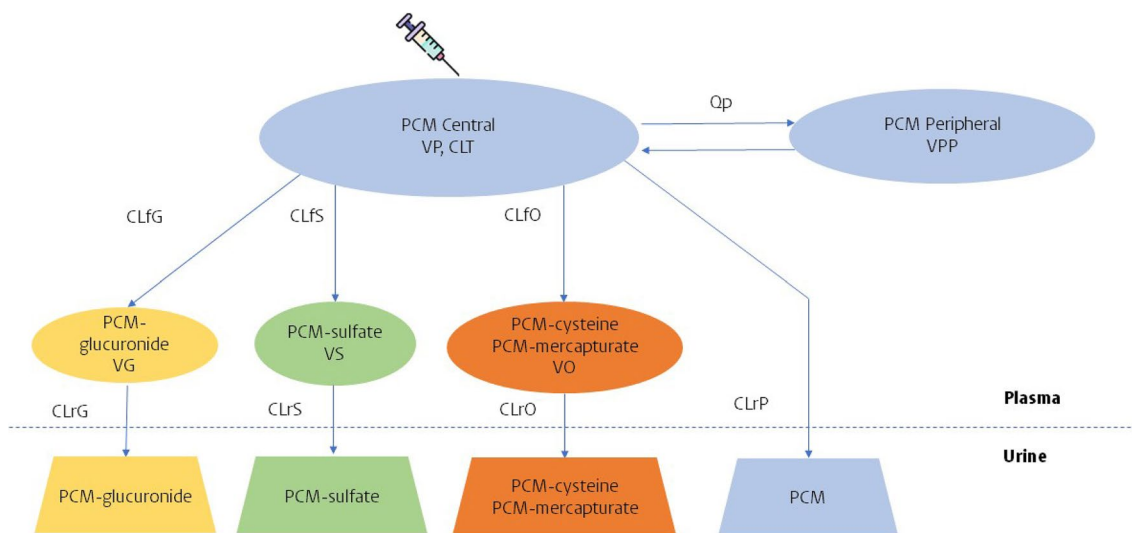 PCM Central
VP, CLT
Qp
PCM Peripheral
VPP
CLfG
CLfS
CLfO
PCM-
glucuronide
VG
PCM-sulfate
VS
PCM-cysteine
PCM-mercapturate
VO
CLrG
CLrS
CLrO
CLrP
Plasma
Urine
PCM-glucuronide
PCM-sulfate
PCM-cysteine
PCM-mercapturate
PCM